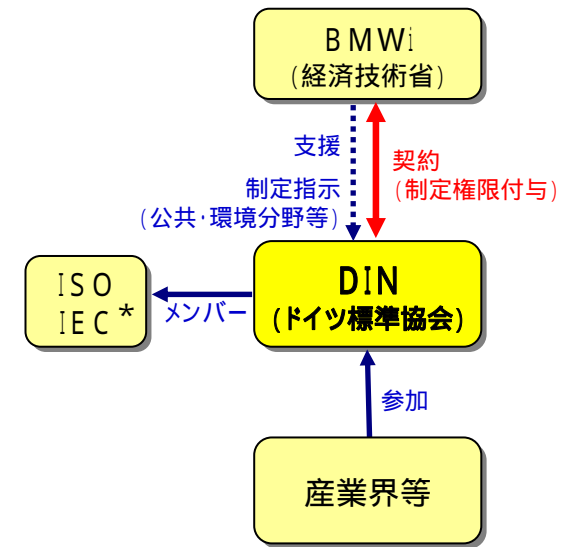 BMWi
(経済技術省)
支援
契約
(制定権限付与)
制定指示
(公共・環境分野等)
DIN
(ドイツ標準協会)
ISO
IEC*
メンバー
参加
産業界等